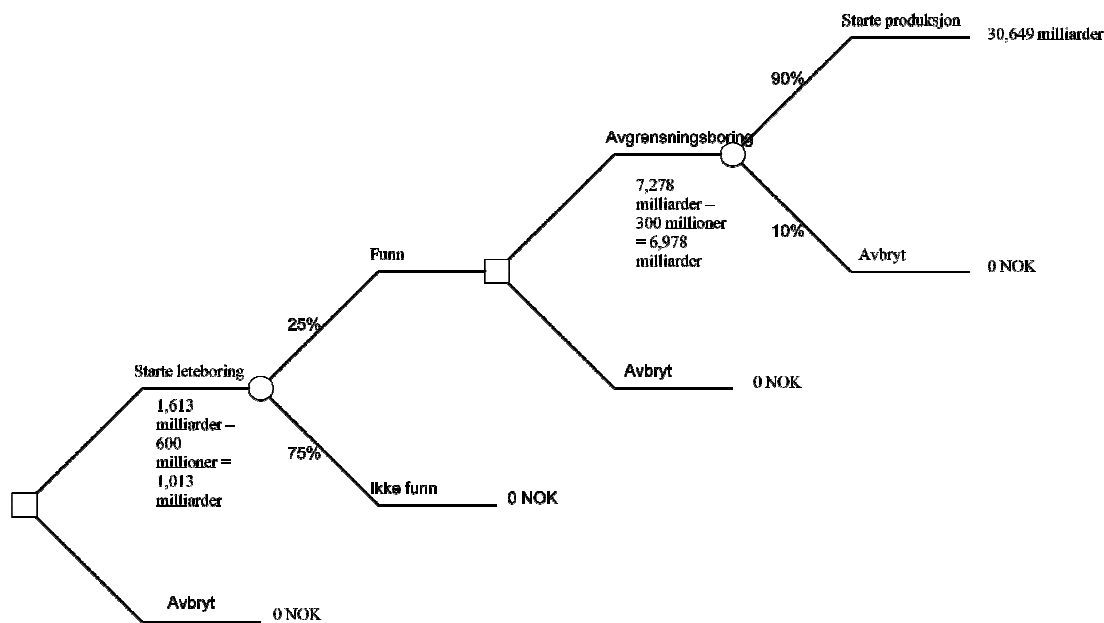 Starte produksjon
30,649 milliarder
90%
Avgrensningsboring
7,278
milliarder –
300 millioner
= 6,978
milliarder
10%
Avbryt
0 NOK
Funn
25%
Avbryt
0 NOK
Starte leteboring
1,613
milliarder –
600
millioner =
1,013
milliarder
75%
Ikke funn
0 NOK
Avbryt
0 NOK